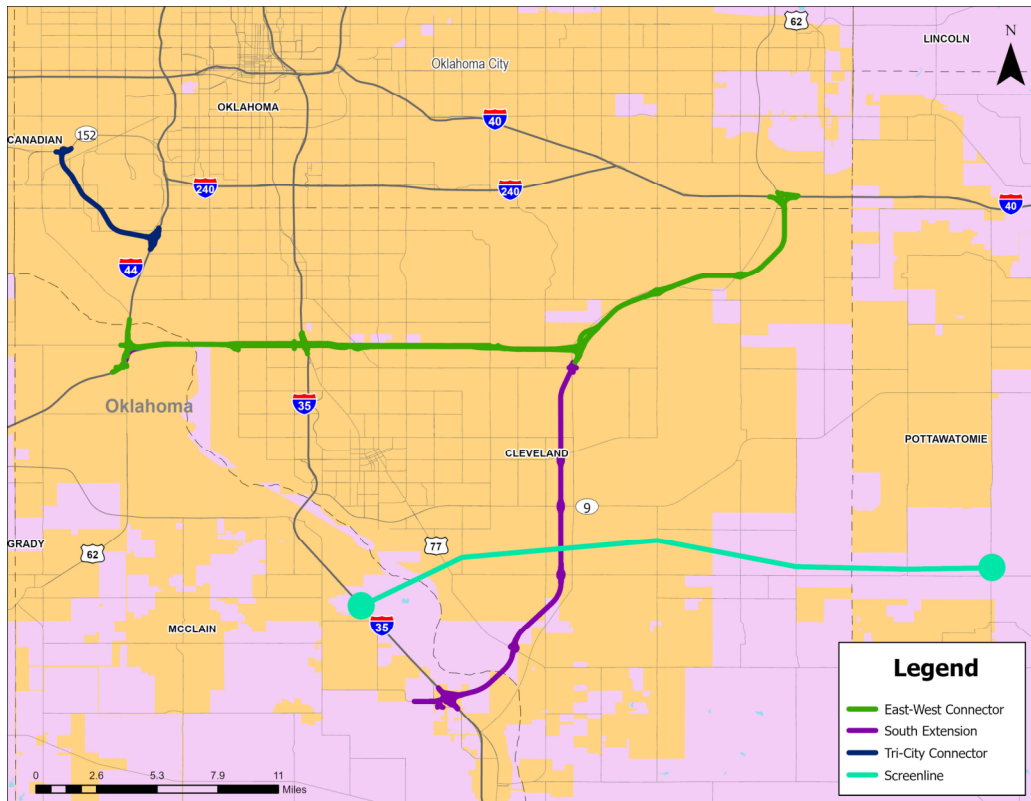 62
LINCOLN
N
Oklahoma City
OKLAHOMA
40
CANADIAN
152
240
240
40
44
35
Oklahoma
CLEVELAND
POTTAWATOMIE
9
GRADY
62
77
MCCLAIN
35
Legend
East-West Connector
South Extension
Tri-City Connector
Screenline
0 2.6 5.3 7.9 11
Miles